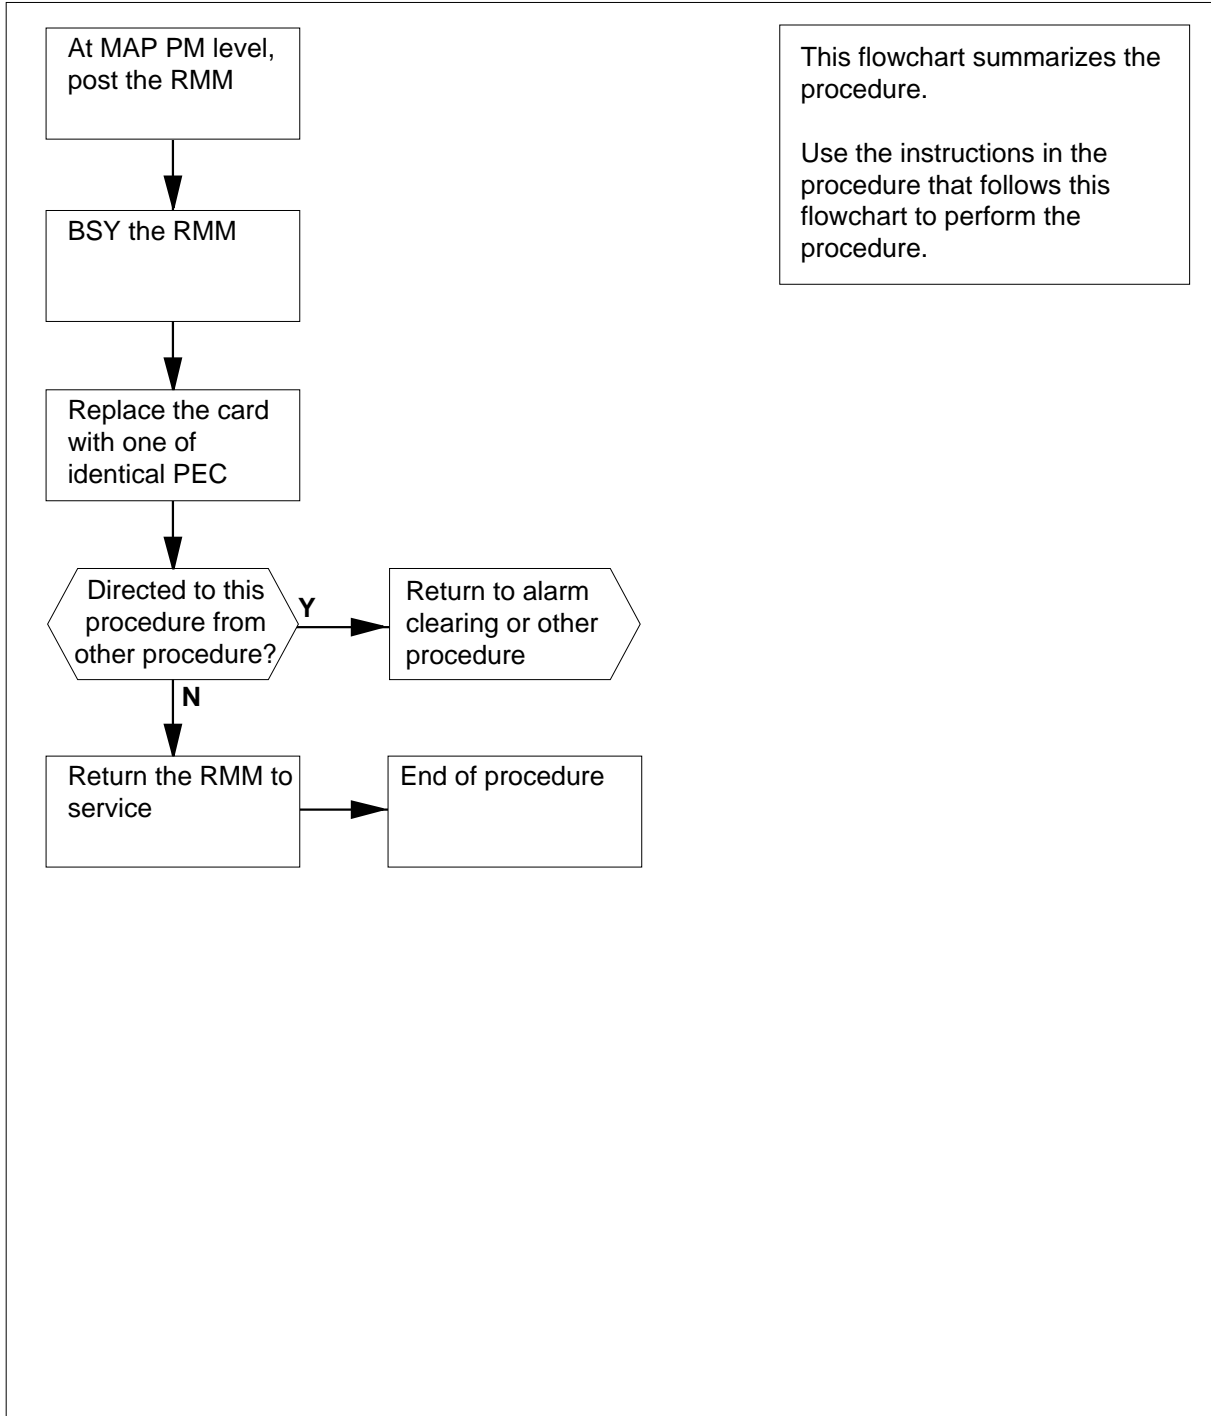 At MAP PM level,
post the RMM
This flowchart summarizes the
procedure.
Use the instructions in the
procedure that follows this
flowchart to perform the
procedure.
BSY the RMM
Replace the card
with one of
identical PEC
Directed to this
procedure from
other procedure?
Y
Return to alarm
clearing or other
procedure
N
Return the RMM to
service
End of procedure